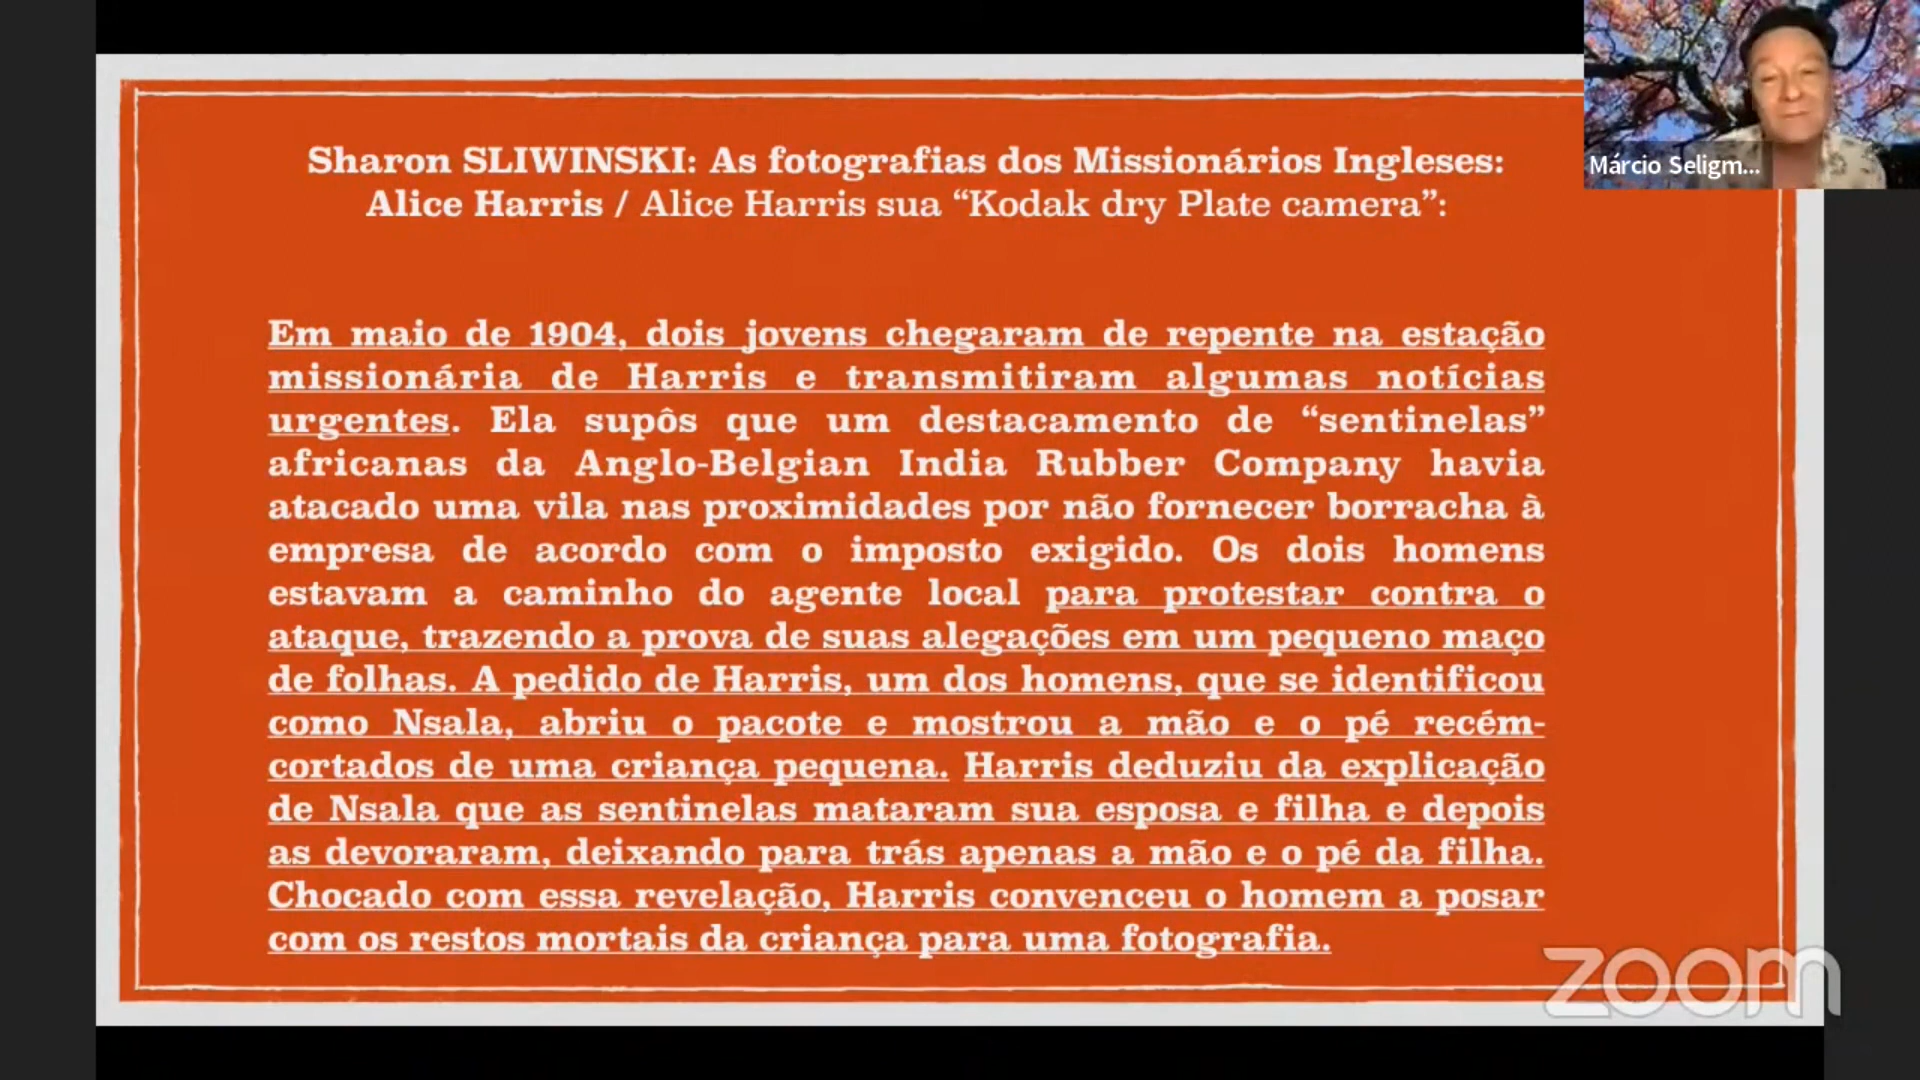 Sharon SLIWINSKI: As fotografias dos Missionários Ingleses:
Alice Harris / Alice Harris sua “Kodak dry Plate camera”:
Márcio Seligm...
Em maio de 1904, dois jovens chegaram de repente na estação
missionária de Harris e transmitiram algumas notícias
urgentes. Ela supôs que um destacamento de “sentinelas”
africanas da Anglo-Belgian India Rubber Company havia
atacado uma vila nas proximidades por não fornecer borracha à
empresa de acordo com o imposto exigido. Os dois homens
estavam a caminho do agente local para protestar contra o
ataque, trazendo a prova de suas alegações em um pequeno maço
de folhas. A pedido de Harris, um dos homens, que se identificou
como Nsala, abriu o pacote e mostrou a mão e o pé recém-
cortados de uma criança pequena. Harris deduziu da explicação
de Nsala que as sentinelas mataram sua esposa e filha e depois
as devoraram, deixando para trás apenas a mão e o pé da filha.
Chocado com essa revelação, Harris convenceu o homem a posar
com os restos mortais da criança para uma fotografia.
zoom